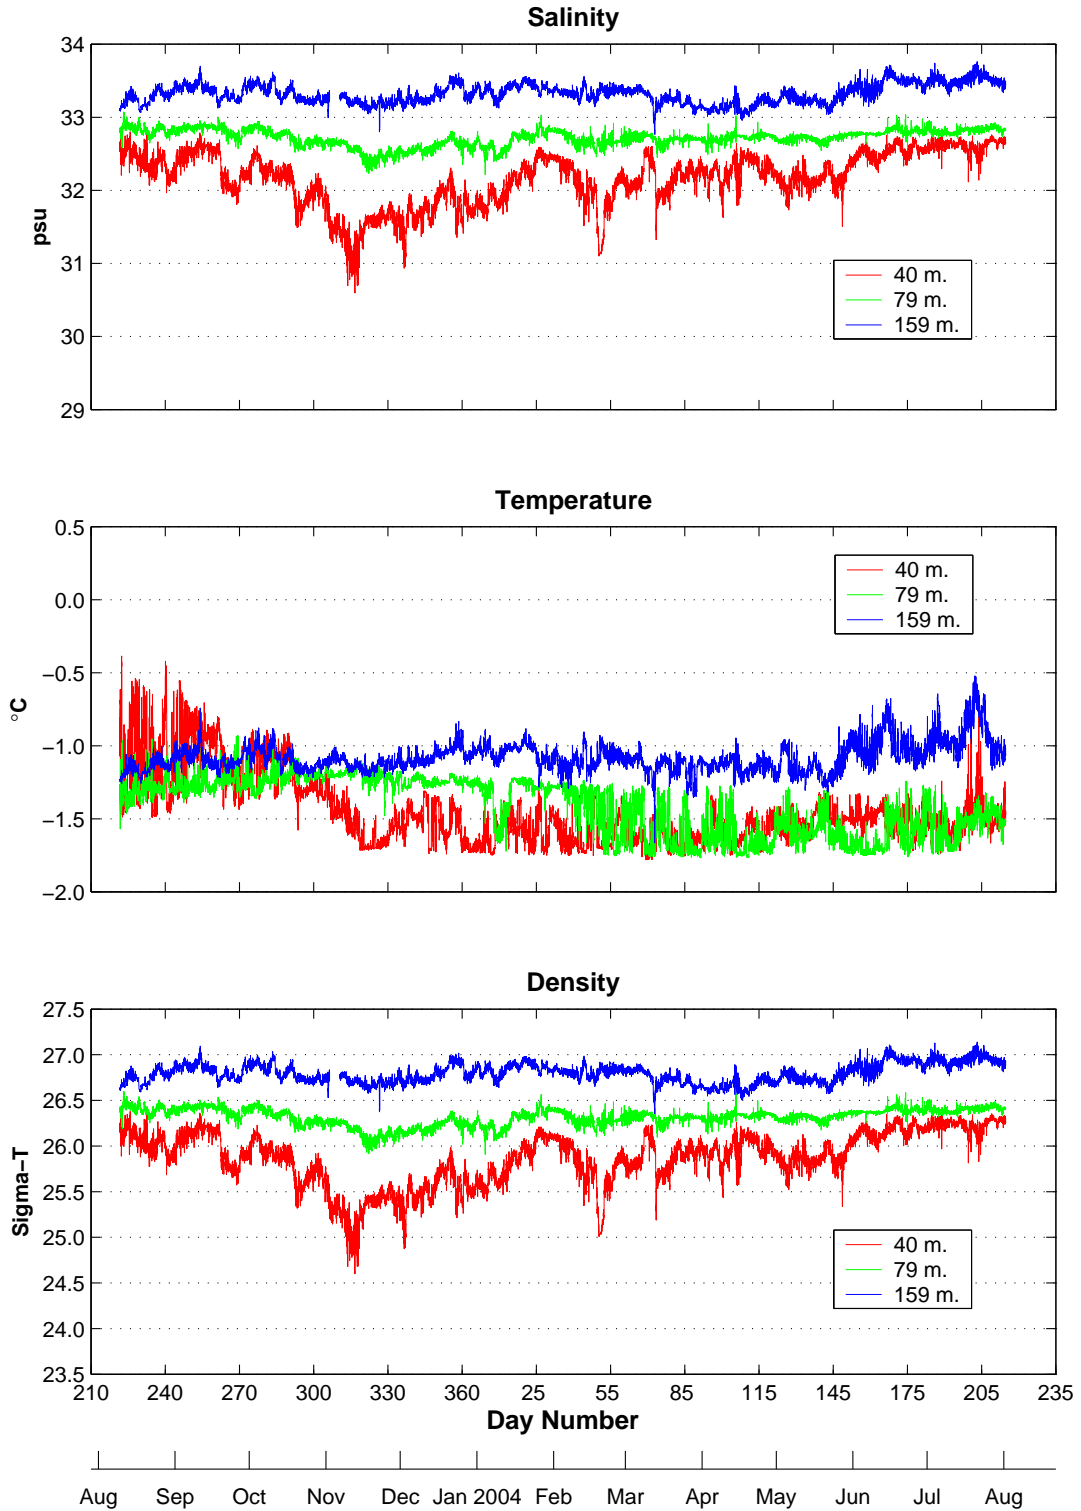 Salinity
34
33
32
31
30
29
psu
40 m.
79 m.
159 m.
Temperature
0.5
0.0
−0.5
−1.0
−1.5
−2.0
°C
40 m.
79 m.
159 m.
Density
27.5
27.0
26.5
26.0
25.5
25.0
24.5
24.0
23.5
Sigma−T
40 m.
79 m.
159 m.
210 240 270 300 330 360 25 55 85 115 145 175 205 235
Day Number
Aug Sep Oct Nov Dec Jan 2004 Feb Mar Apr May Jun Jul Aug